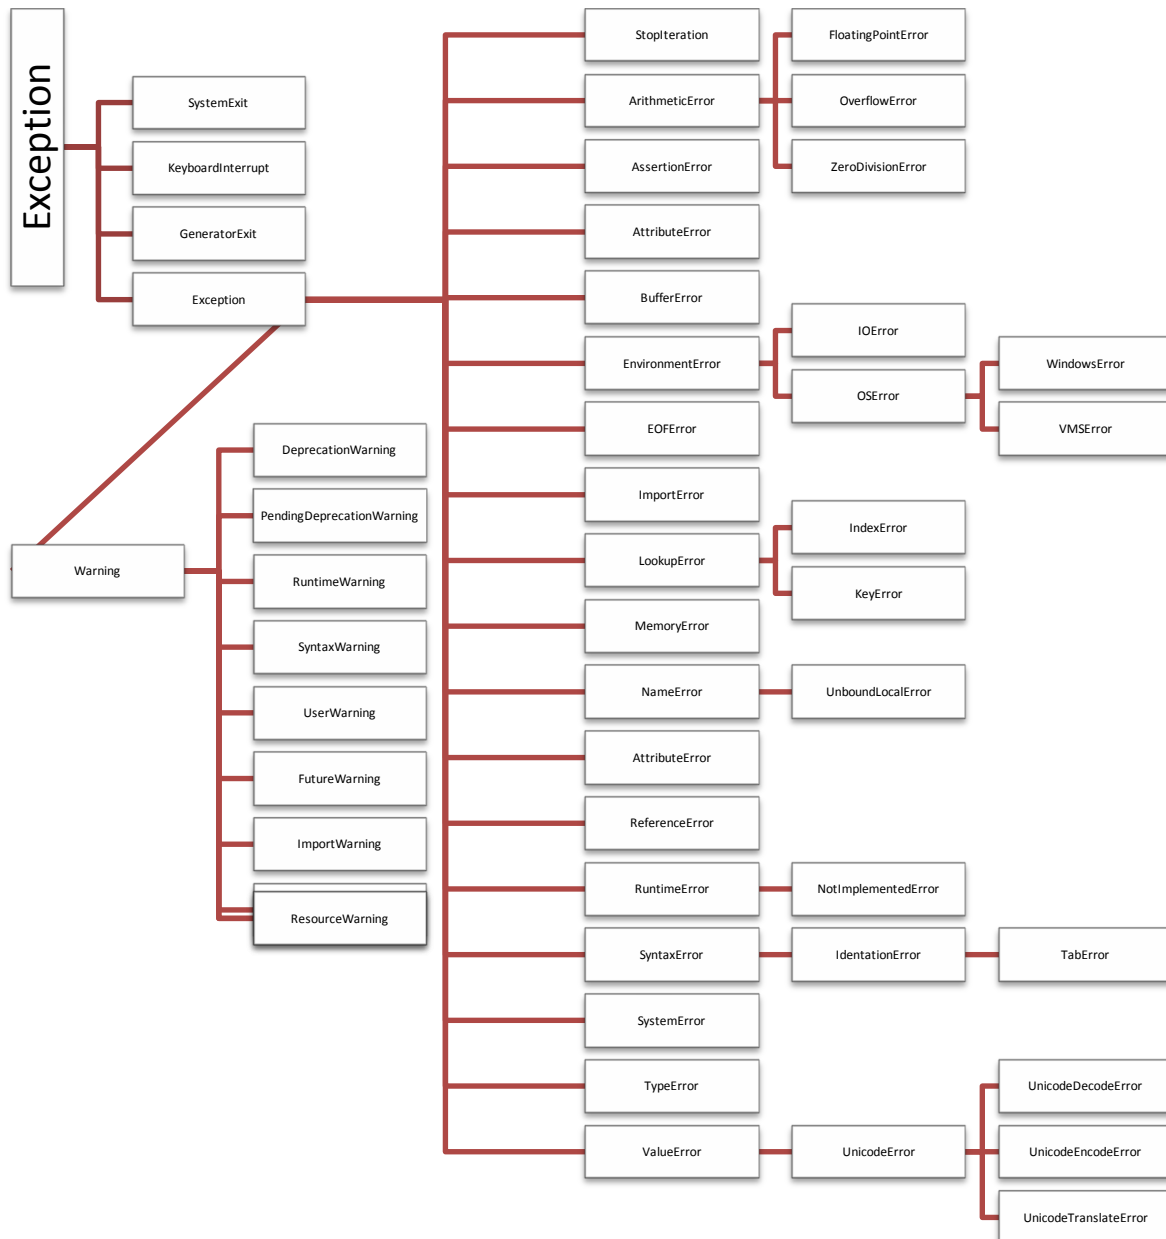 Exception
SystemExit
KeyboardInterrupt
GeneratorExit
Exception
Warning
DeprecationWarning
PendingDeprecationWarning
RuntimeWarning
SyntaxWarning
UserWarning
FutureWarning
ImportWarning
ResourceWarning
StopIteration
ArithmeticError
FloatingPointError
OverflowError
ZeroDivisionError
AssertionError
AttributeError
BufferError
EnvironmentError
IOError
OSError
WindowsError
VMSError
EOFError
ImportError
LookupError
IndexError
KeyError
MemoryError
NameError
UnboundLocalError
AttributeError
ReferenceError
RuntimeError
NotImplementedError
SyntaxError
IdentationError
TabError
SystemError
TypeError
ValueError
UnicodeError
UnicodeDecodeError
UnicodeEncodeError
UnicodeTranslateError